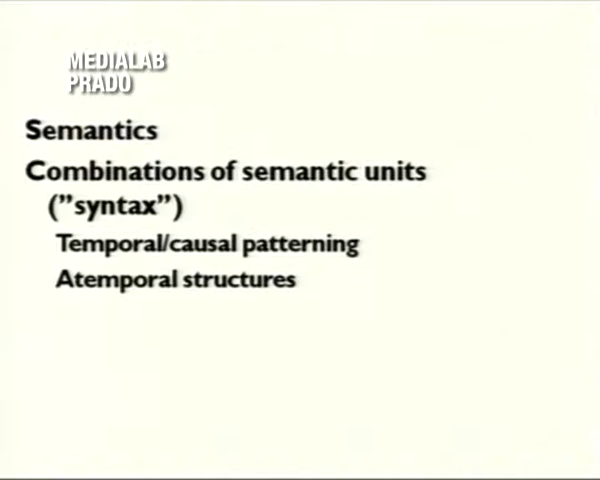 MEDIALAB
PRADO
Semantics
Combinations of semantic units
(”syntax”)
Temporal/causal patterning
Atemporal structures